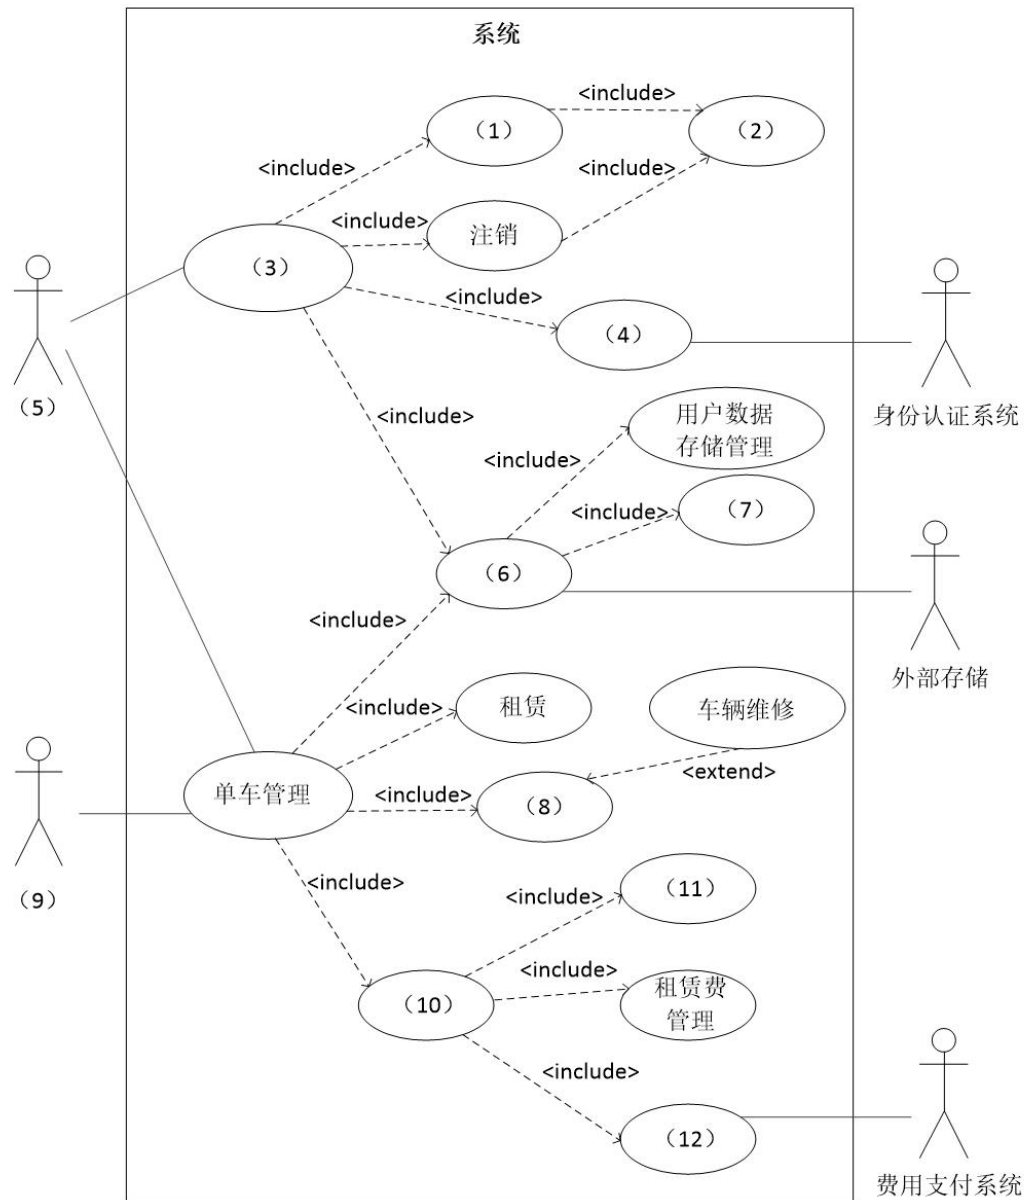 系统
<include>
（1）
（2）
<include>
<include>
<include>
注销
（3）
<include>
（4）
（5）
身份认证系统
<include>
用户数据
存储管理
<include>
<include>
（7）
（6）
<include>
外部存储
<include>
租赁
车辆维修
<extend>
单车管理
<include>
（8）
（9）
<include>
<include>
（11）
<include>
租赁费
管理
（10）
<include>
（12）
费用支付系统